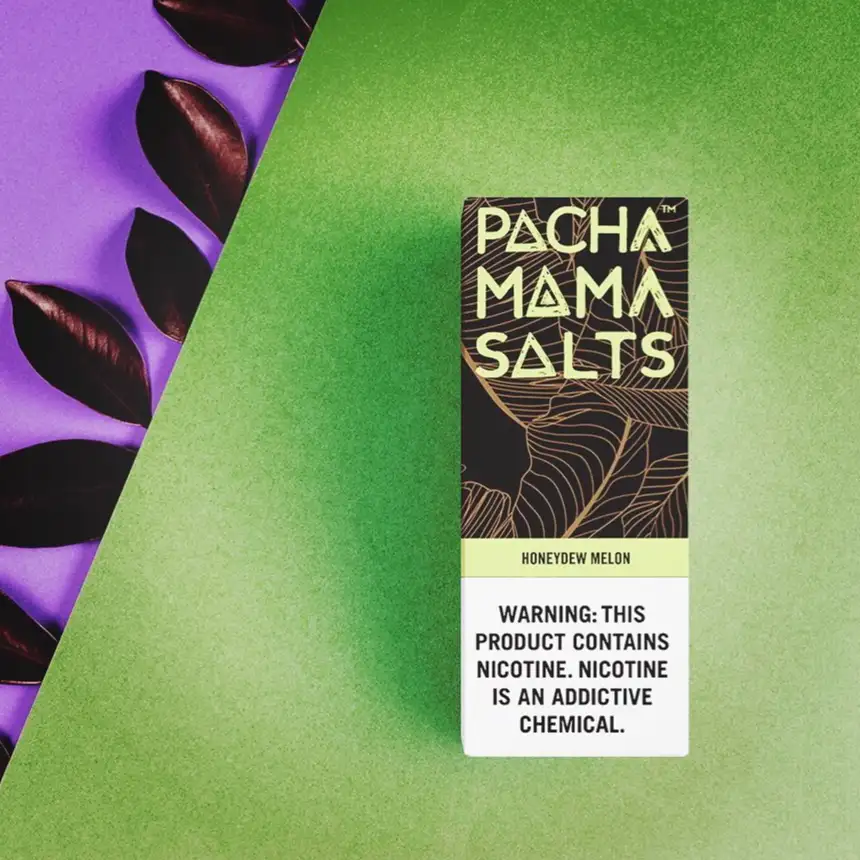 PACHA™
MAMA
SALTS
HONEYDEW MELON
WARNING: THIS
PRODUCT CONTAINS
NICOTINE. NICOTINE
IS AN ADDICTIVE
CHEMICAL.